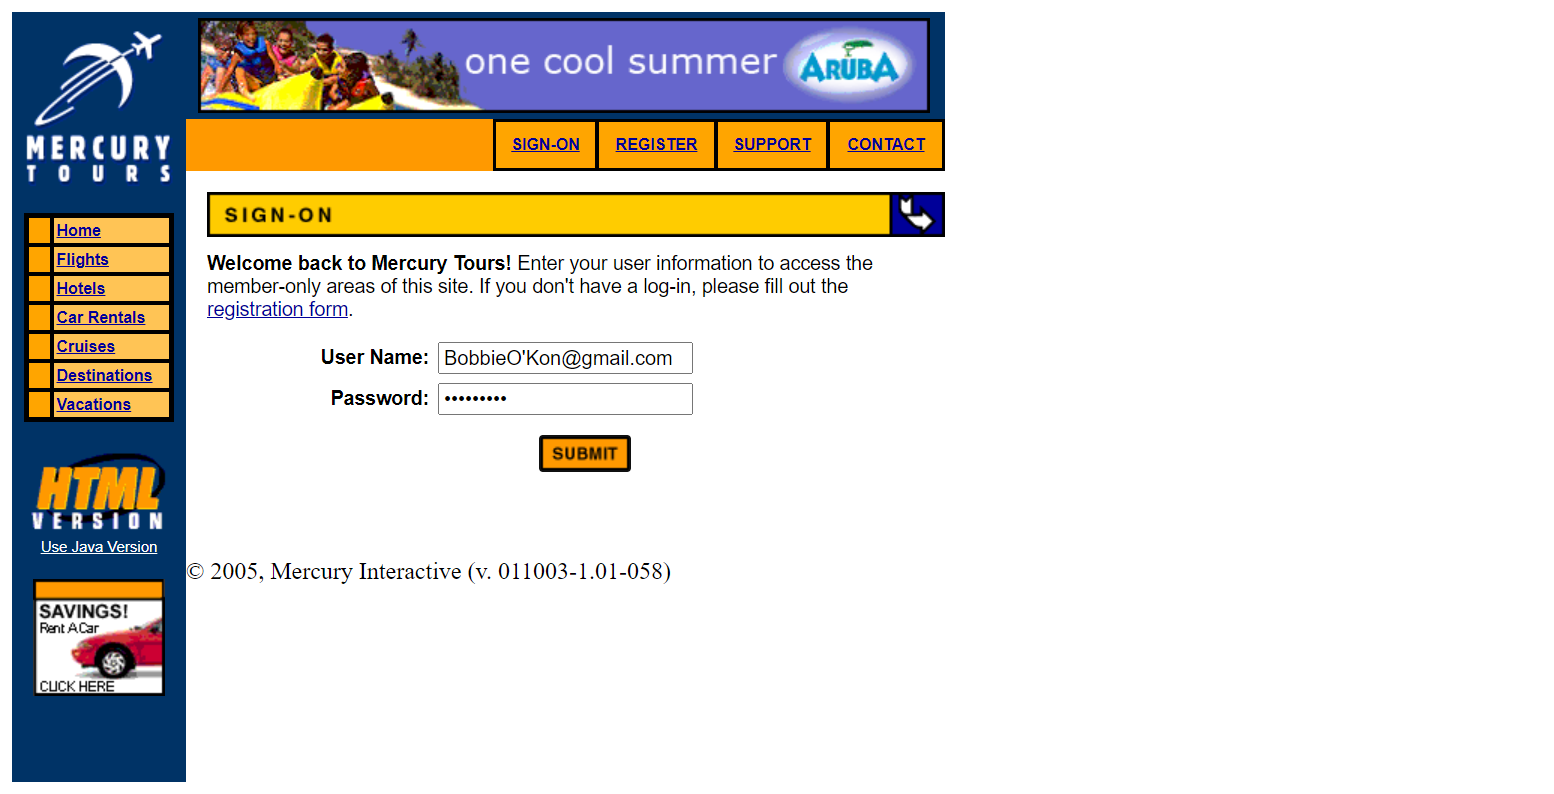 one cool summer ARUBA
MERCURY
TOURS
SIGN-ON REGISTER SUPPORT CONTACT
SIGN-ON
Home
Flights
Hotels
Car Rentals
Cruises
Destinations
Vacations
Welcome back to Mercury Tours! Enter your user information to access the
member-only areas of this site. If you don't have a log-in, please fill out the
registration form.
User Name: BobbieO'Kon@gmail.com
Password: •••••••••
SUBMIT
HTML
VERSION
Use Java Version
© 2005, Mercury Interactive (v. 011003-1.01-058)
SAVINGS!
Rent A Car
CLICK HERE